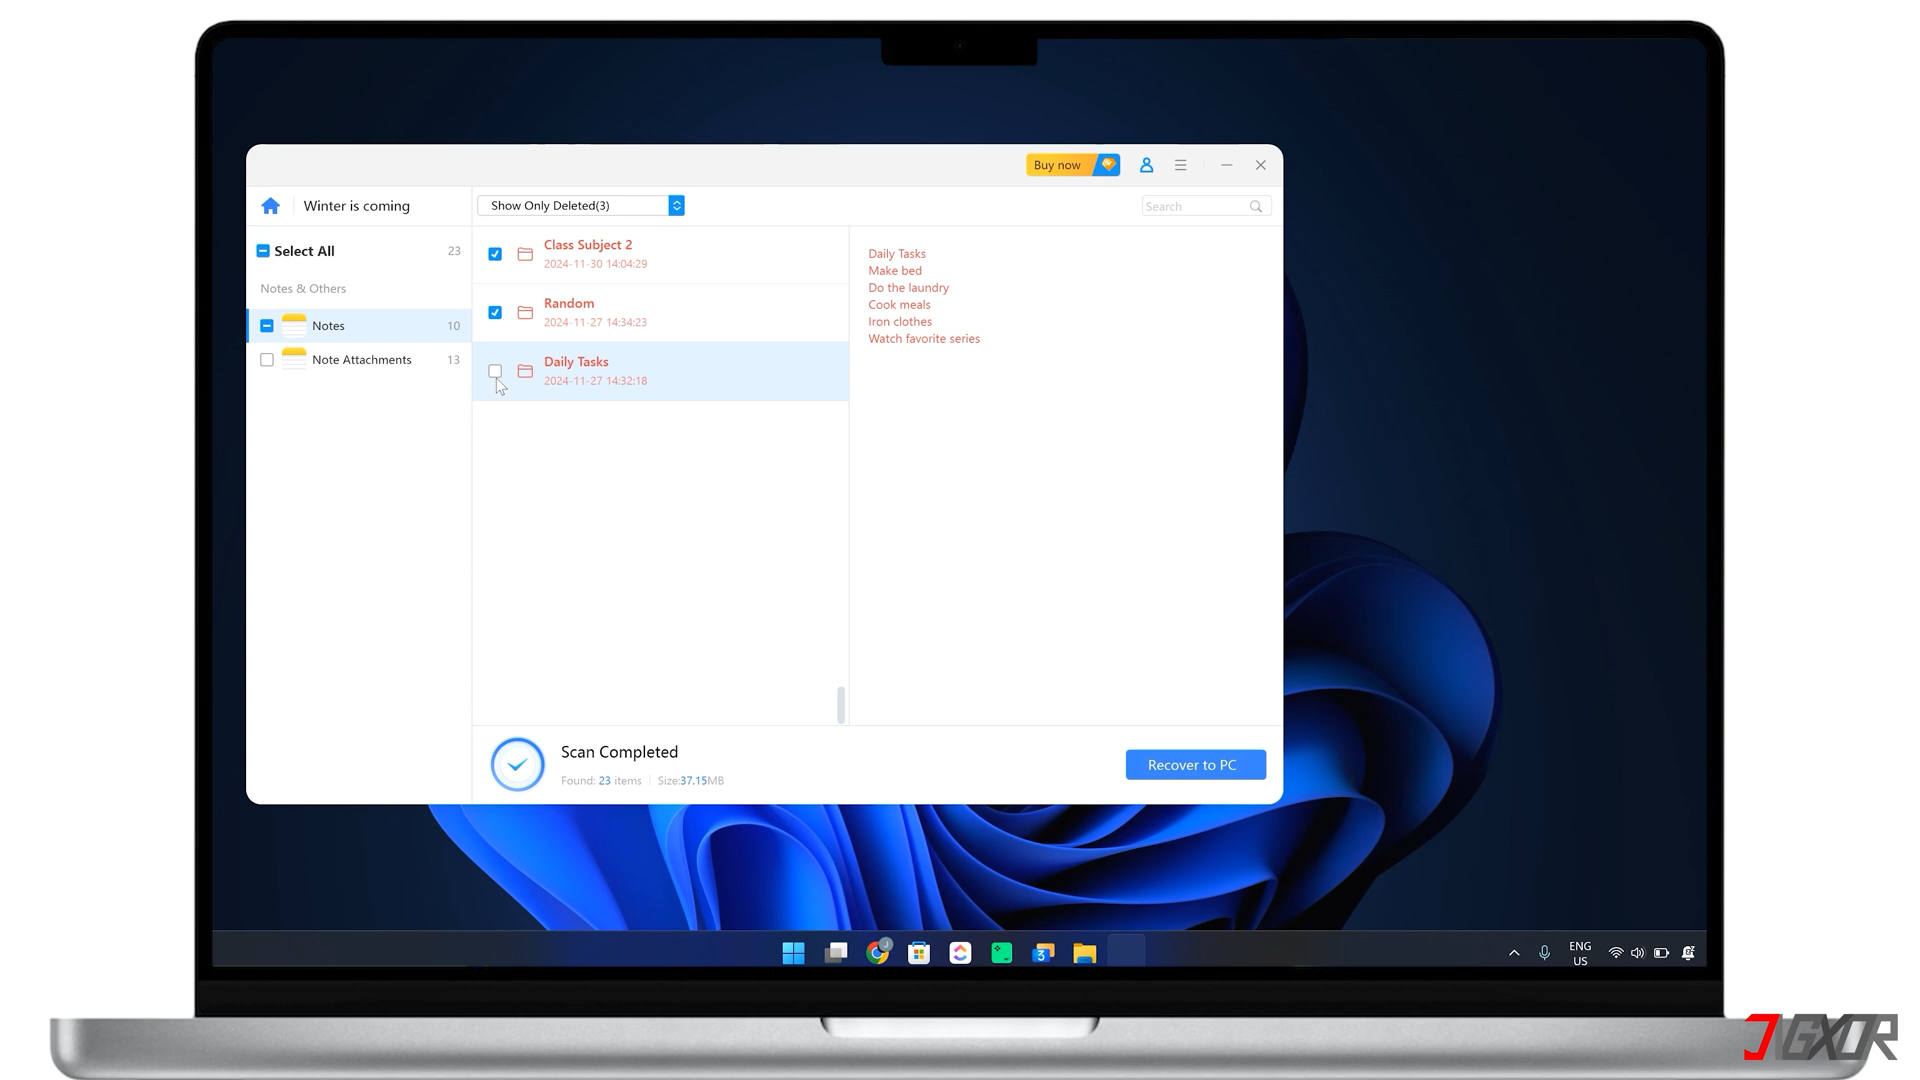 Buy now
Winter is coming
Show Only Deleted(3)
Search
Select All 23
Notes & Others
Notes 10
Note Attachments 13
Class Subject 2
2024-11-30 14:04:29
Random
2024-11-27 14:34:23
Daily Tasks
2024-11-27 14:32:18
Daily Tasks
Make bed
Do the laundry
Cook meals
Iron clothes
Watch favorite series
Scan Completed
Found: 23 items Size:37.15MB
Recover to PC
J
3
ENG
US
JIGXOR